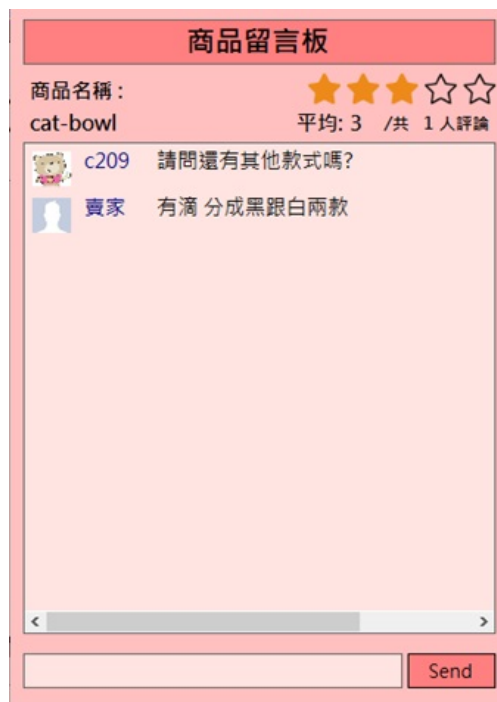 商品留言板
商品名稱 :
cat-bowl
平均: 3 /共 1 人評論
c209 請問還有其他款式嗎?
賣家 有滴 分成黑跟白兩款
Send